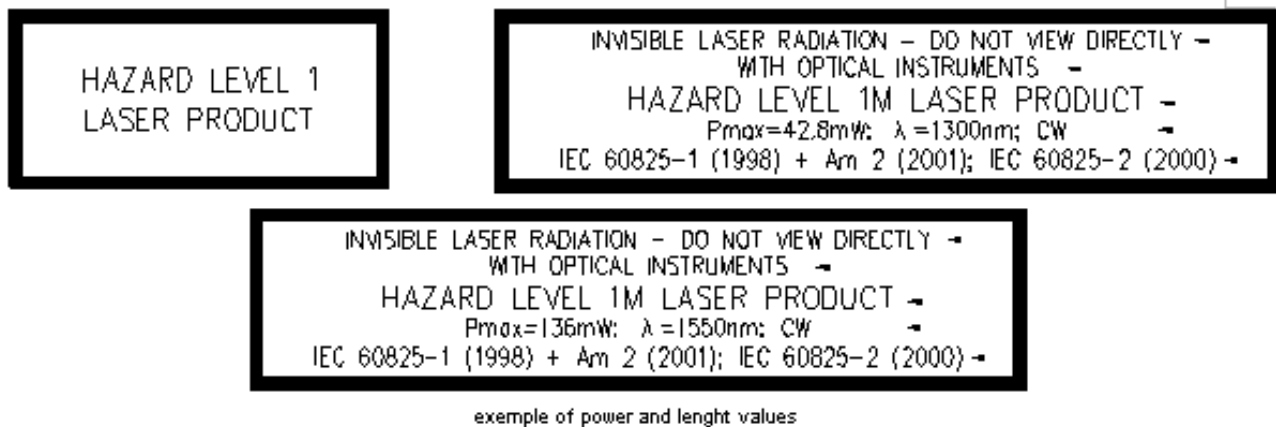 HAZARD LEVEL 1
LASER PRODUCT
INVISIBLE LASER RADIATION – DO NOT VIEW DIRECTLY
WITH OPTICAL INSTRUMENTS
HAZARD LEVEL 1M LASER PRODUCT
Pmax=42.8mW; λ=1300nm; CW
IEC 60825-1 (1998) + Am 2 (2001); IEC 60825-2 (2000)
INVISIBLE LASER RADIATION – DO NOT VIEW DIRECTLY
WITH OPTICAL INSTRUMENTS
HAZARD LEVEL 1M LASER PRODUCT
Pmax=136mW; λ=1550nm; CW
IEC 60825-1 (1998) + Am 2 (2001); IEC 60825-2 (2000)
exemple of power and lenght values